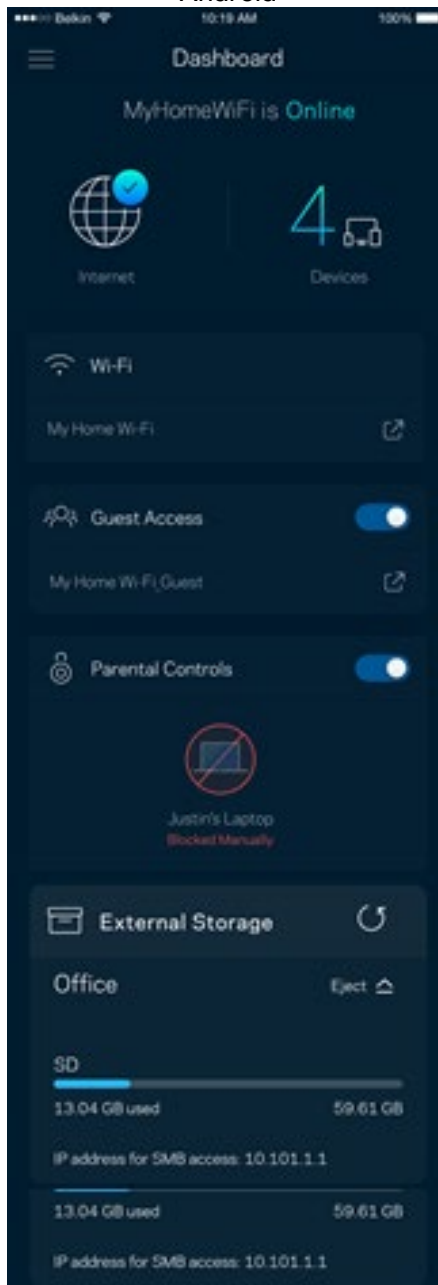 Android
Belkin 10:19 AM 100%
Dashboard
MyHomeWiFi is Online
4
Internet Devices
Wi-Fi
My Home Wi-Fi
Guest Access
My Home Wi-Fi_Guest
Parental Controls
Justin's Laptop
Blocked Manually
External Storage
Office Eject
SD
13.04 GB used 59.61 GB
IP address for SMB access: 10.101.1.1
13.04 GB used 59.61 GB
IP address for SMB access: 10.101.1.1